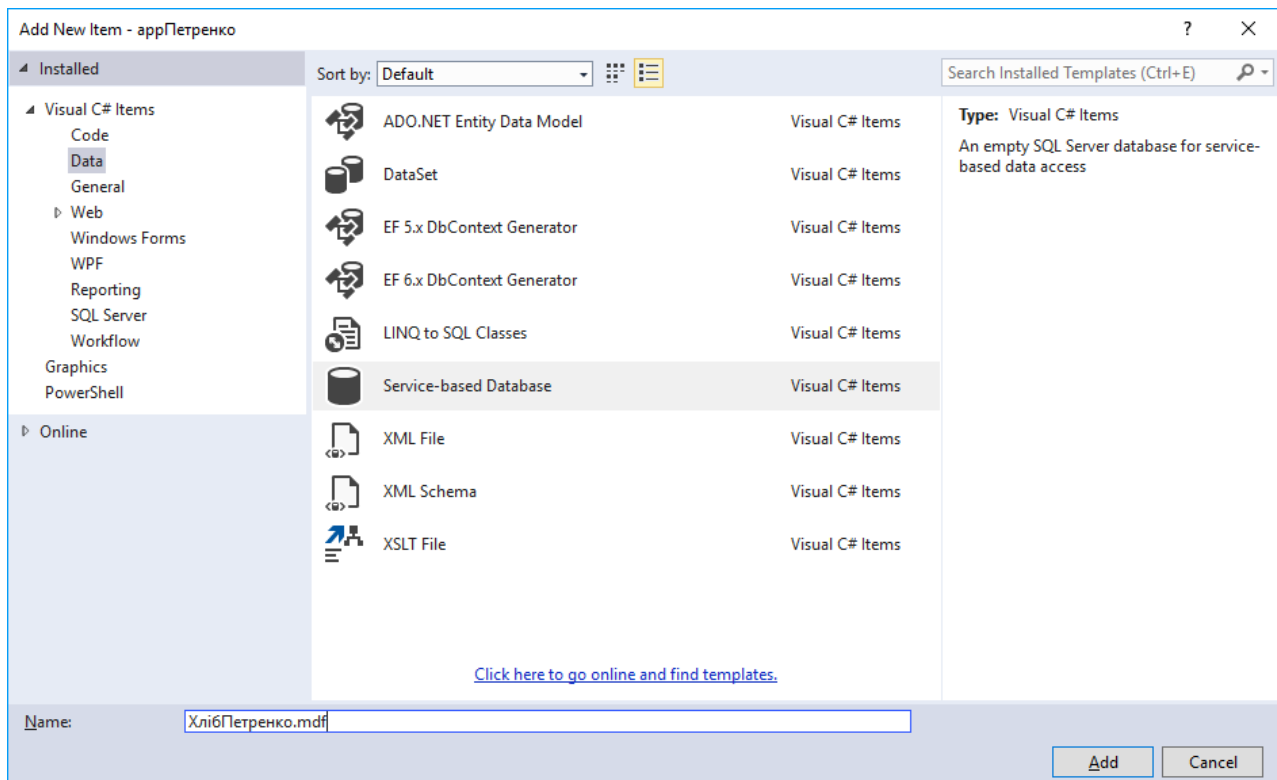 Add New Item - appПетренко
?
Installed
Sort by: Default
Search Installed Templates (Ctrl+E)
Visual C# Items
Code
Data
General
Web
Windows Forms
WPF
Reporting
SQL Server
Workflow
Graphics
PowerShell
Online
ADO.NET Entity Data Model Visual C# Items
DataSet Visual C# Items
EF 5.x DbContext Generator Visual C# Items
EF 6.x DbContext Generator Visual C# Items
LINQ to SQL Classes Visual C# Items
Service-based Database Visual C# Items
XML File Visual C# Items
XML Schema Visual C# Items
XSLT File Visual C# Items
Click here to go online and find templates.
Type: Visual C# Items
An empty SQL Server database for service-
based data access
Name: ХлібПетренко.mdf
Add Cancel